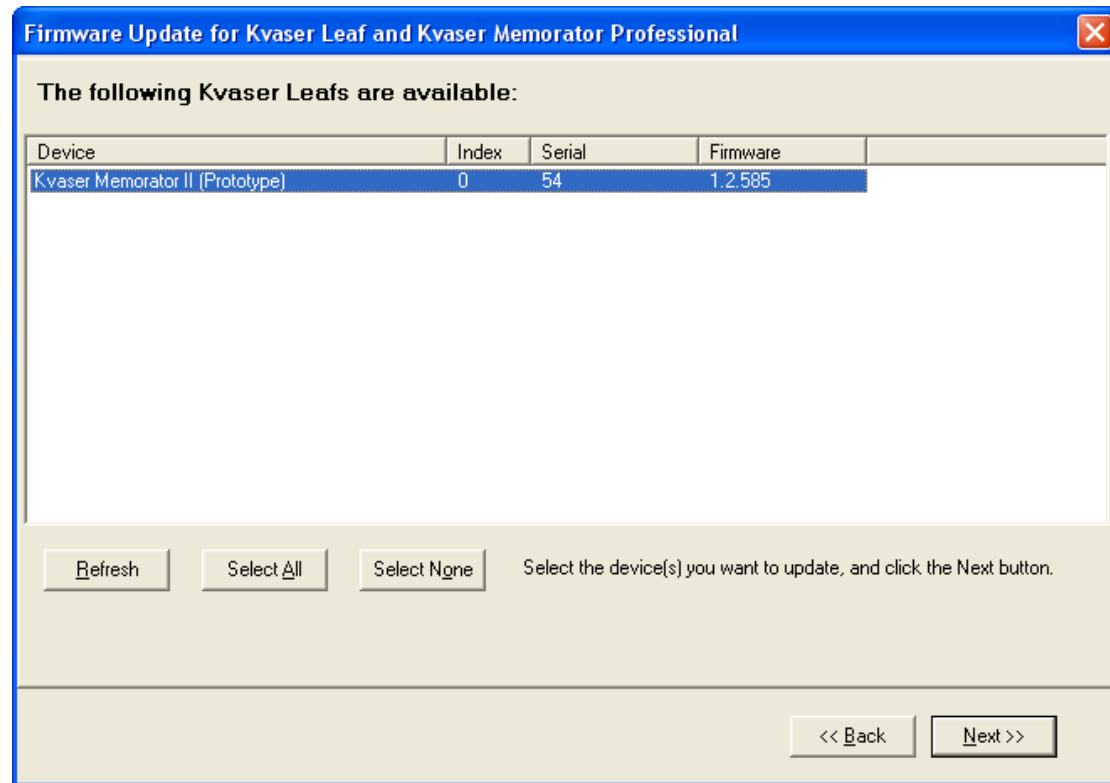 Firmware Update for Kvaser Leaf and Kvaser Memorator Professional
The following Kvaser Leafs are available:
Device Index Serial Firmware
Kvaser Memorator II (Prototype) 0 54 1.2.585
Refresh Select All Select None Select the device(s) you want to update, and click the Next button.
<< Back Next >>